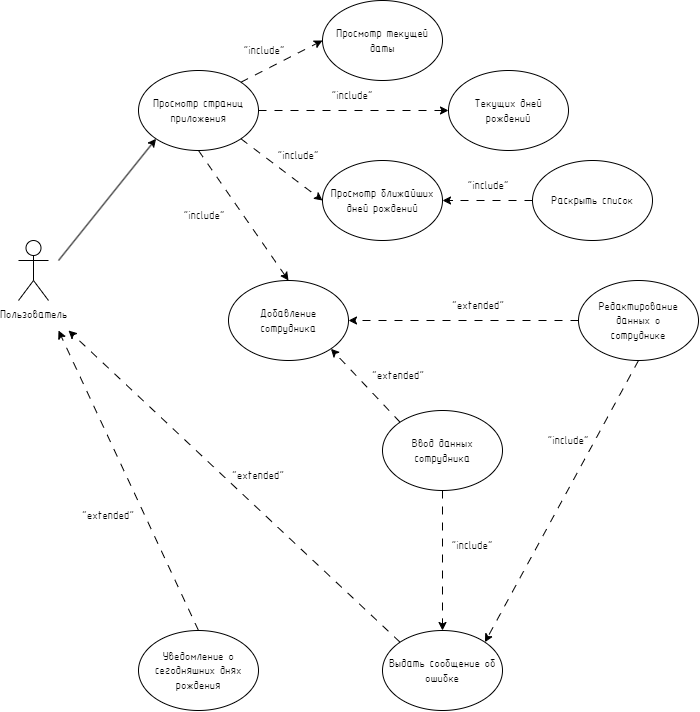 Просмотр текущей
даты
"include"
Просмотр страниц
приложения
"include"
Текущих дней
рождений
"include"
Просмотр ближайших
дней рождений
"include"
Раскрыть список
"include"
Пользователь
Добавление
сотрудника
"extended"
Редактирование
данных о
сотруднике
"extended"
Ввод данных
сотрудника
"include"
"extended"
"extended"
"include"
Уведомление о
сегодняшних днях
рождения
Выдать сообщение об
ошибке